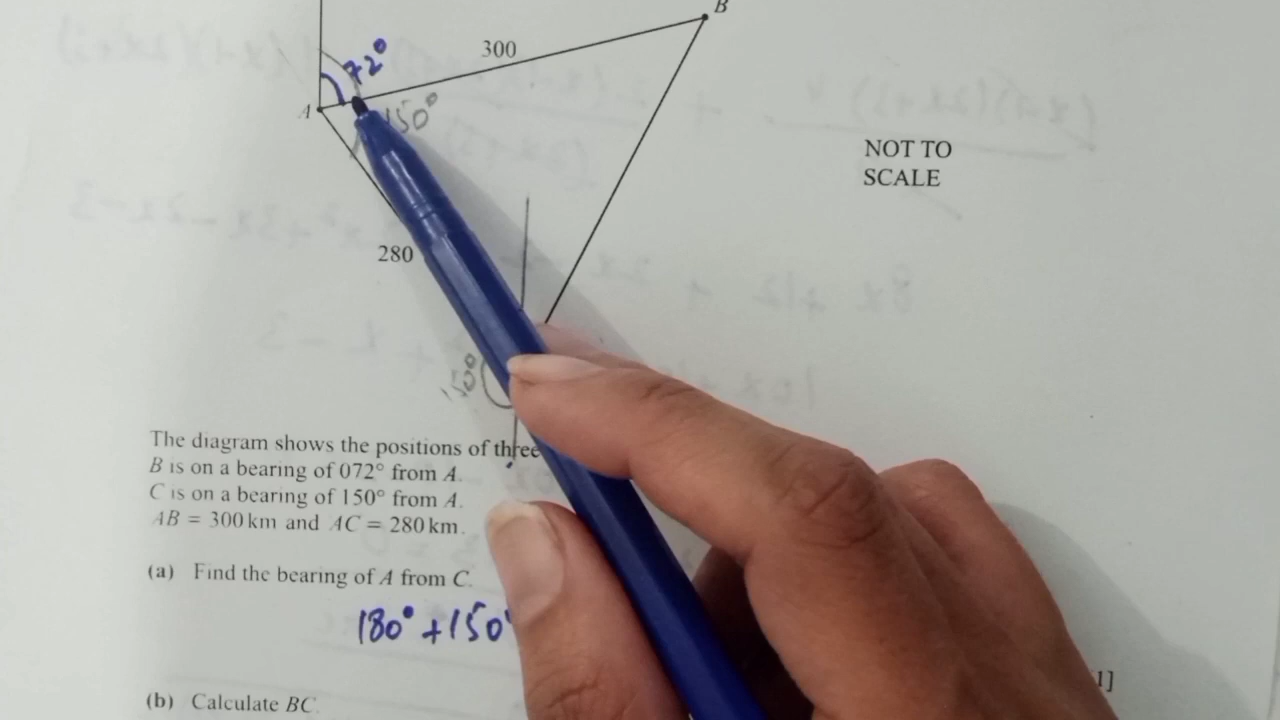 B
300
72°
A
150°
NOT TO
SCALE
280
150°
The diagram shows the positions of three
B is on a bearing of 072° from A.
C is on a bearing of 150° from A.
AB = 300 km and AC = 280 km.
(a) Find the bearing of A from C.
180° + 150°
1]
(b) Calculate BC.